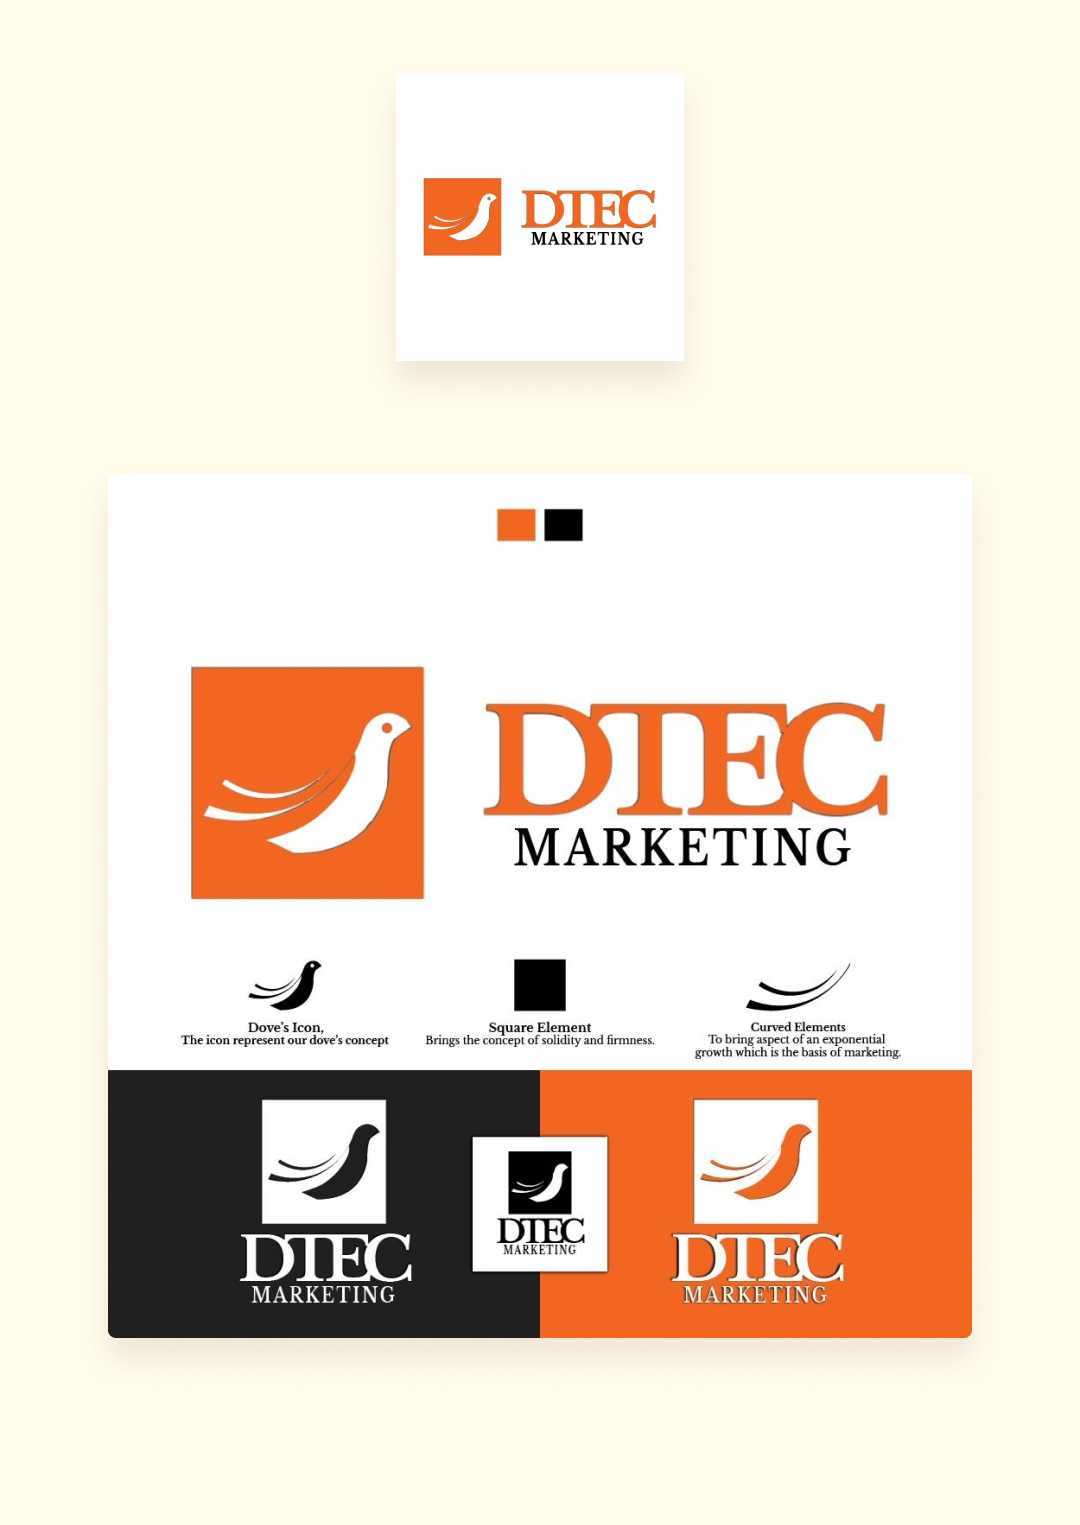 DTEC
MARKETING
DTEC
MARKETING
Dove's Icon,
The icon represent our dove's concept
Square Element
Brings the concept of solidity and firmness.
Curved Elements
To bring aspect of an exponential
growth which is the basis of marketing.
DTEC
MARKETING
DTEC
MARKETING
DTEC
MARKETING